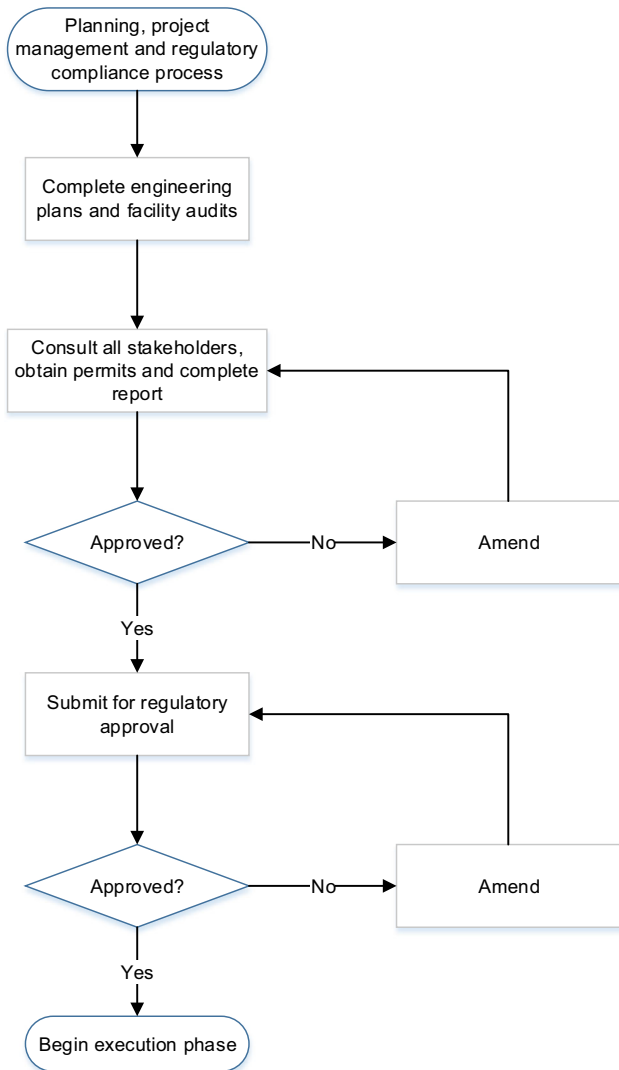 Planning, project
management and regulatory
compliance process
Complete engineering
plans and facility audits
Consult all stakeholders,
obtain permits and complete
report
Approved?
No
Amend
Yes
Submit for regulatory
approval
Approved?
No
Amend
Yes
Begin execution phase